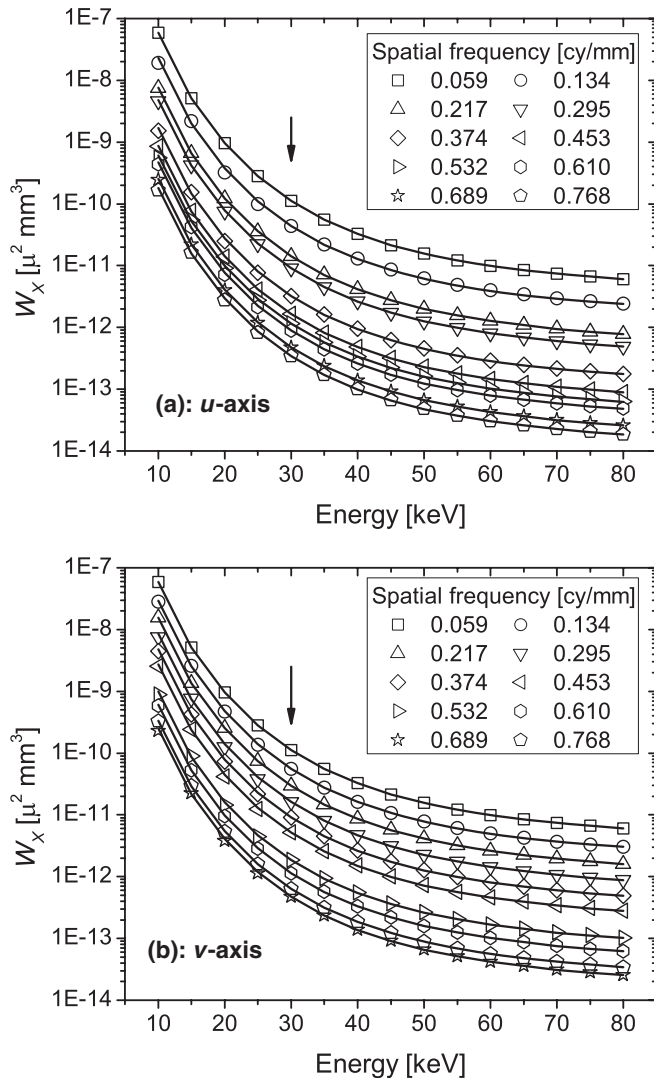 1E-7
1E-8
1E-9
1E-10
1E-11
1E-12
1E-13
1E-14
W_X [μ² mm³]
Spatial frequency [cy/mm]
0.059 0.134
0.217 0.295
0.374 0.453
0.532 0.610
0.689 0.768
(a): u-axis
10 20 30 40 50 60 70 80
Energy [keV]
1E-7
1E-8
1E-9
1E-10
1E-11
1E-12
1E-13
1E-14
W_X [μ² mm³]
Spatial frequency [cy/mm]
0.059 0.134
0.217 0.295
0.374 0.453
0.532 0.610
0.689 0.768
(b): v-axis
10 20 30 40 50 60 70 80
Energy [keV]